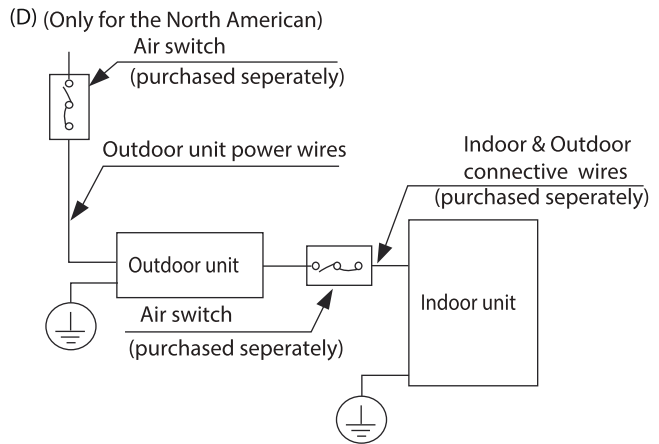 (D) (Only for the North American)
Air switch
(purchased seperately)
Outdoor unit power wires
Indoor & Outdoor
connective wires
(purchased seperately)
Outdoor unit
Indoor unit
Air switch
(purchased seperately)